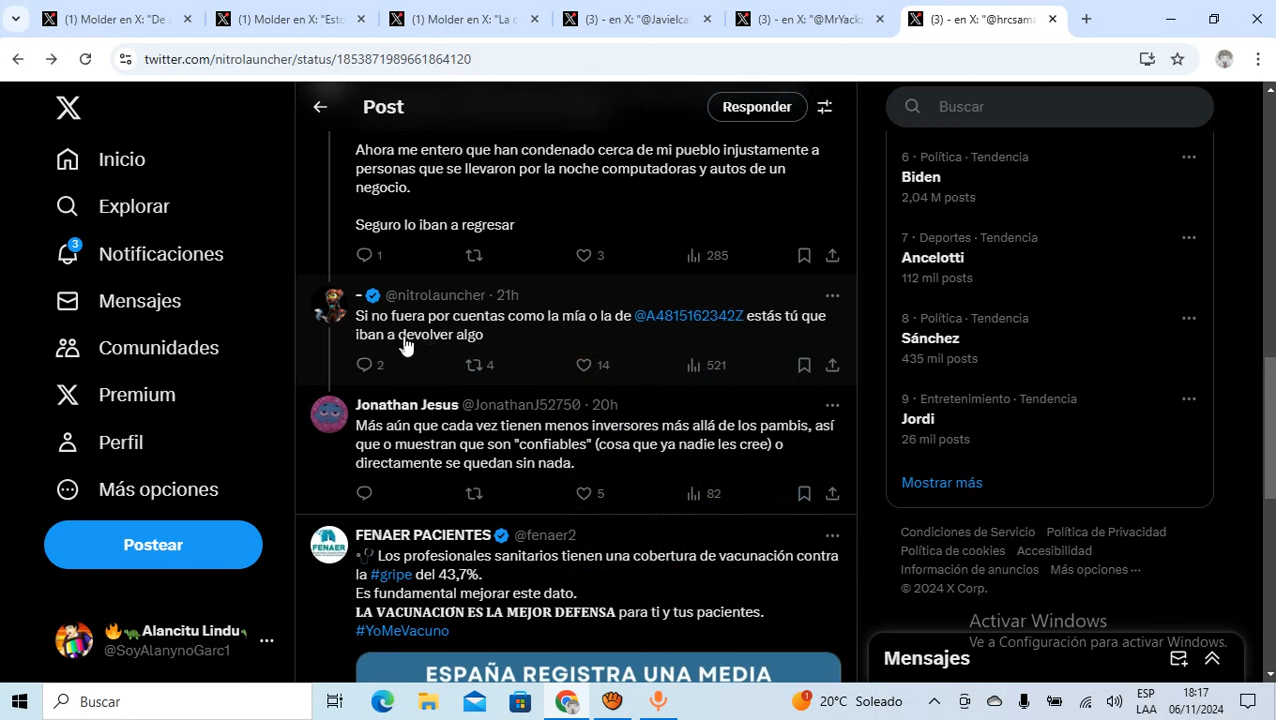 (1) Molder en X: "De a
(1) Molder en X: "Esto
(1) Molder en X: "La c
(3) - en X: "@Javielca
(3) - en X: "@MrYack
(3) - en X: "@hrcsama
twitter.com/nitrolauncher/status/1853871989661864120
Inicio
Explorar
3
Notificaciones
Mensajes
Comunidades
Premium
Perfil
Más opciones
Postear
Alancitu Lindu
@SoyAlanynoGarc1
Post
Responder
Ahora me entero que han condenado cerca de mi pueblo injustamente a
personas que se llevaron por la noche computadoras y autos de un
negocio.
Seguro lo iban a regresar
1 3 285
- @nitrolauncher · 21h
Si no fuera por cuentas como la mía o la de @A4815162342Z estás tú que
iban a devolver algo
2 4 14 521
Jonathan Jesus @JonathanJ52750 · 20h
Más aún que cada vez tienen menos inversores más allá de los pambis, así
que o muestran que son "confiables" (cosa que ya nadie les cree) o
directamente se quedan sin nada.
5 82
FENAER PACIENTES @fenaer2
Los profesionales sanitarios tienen una cobertura de vacunación contra
la #gripe del 43,7%.
Es fundamental mejorar este dato.
LA VACUNACIÓN ES LA MEJOR DEFENSA para ti y tus pacientes.
#YoMeVacuno
ESPAÑA REGISTRA UNA MEDIA
Buscar
6 · Política · Tendencia
Biden
2,04 M posts
7 · Deportes · Tendencia
Ancelotti
112 mil posts
8 · Política · Tendencia
Sánchez
435 mil posts
9 · Entretenimiento · Tendencia
Jordi
26 mil posts
Mostrar más
Condiciones de Servicio Política de Privacidad
Política de cookies Accesibilidad
Información de anuncios Más opciones ···
© 2024 X Corp.
Activar Windows
Ve a Configuración para activar Windows.
Mensajes
Buscar
1
20°C Soleado
ESP
LAA
18:17
06/11/2024